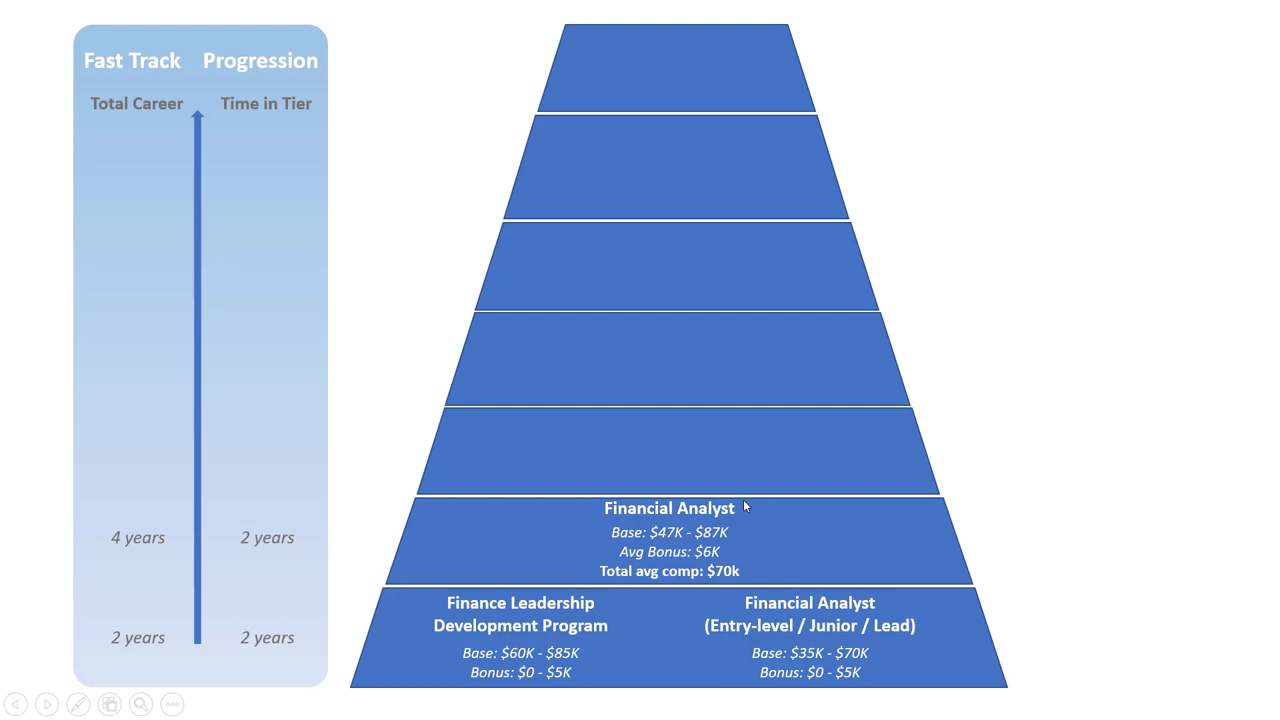 Fast Track Progression
Total Career Time in Tier
4 years 2 years
2 years 2 years
Financial Analyst
Base: $47K - $87K
Avg Bonus: $6K
Total avg comp: $70k
Finance Leadership
Development Program
Base: $60K - $85K
Bonus: $0 - $5K
Financial Analyst
(Entry-level / Junior / Lead)
Base: $35K - $70K
Bonus: $0 - $5K